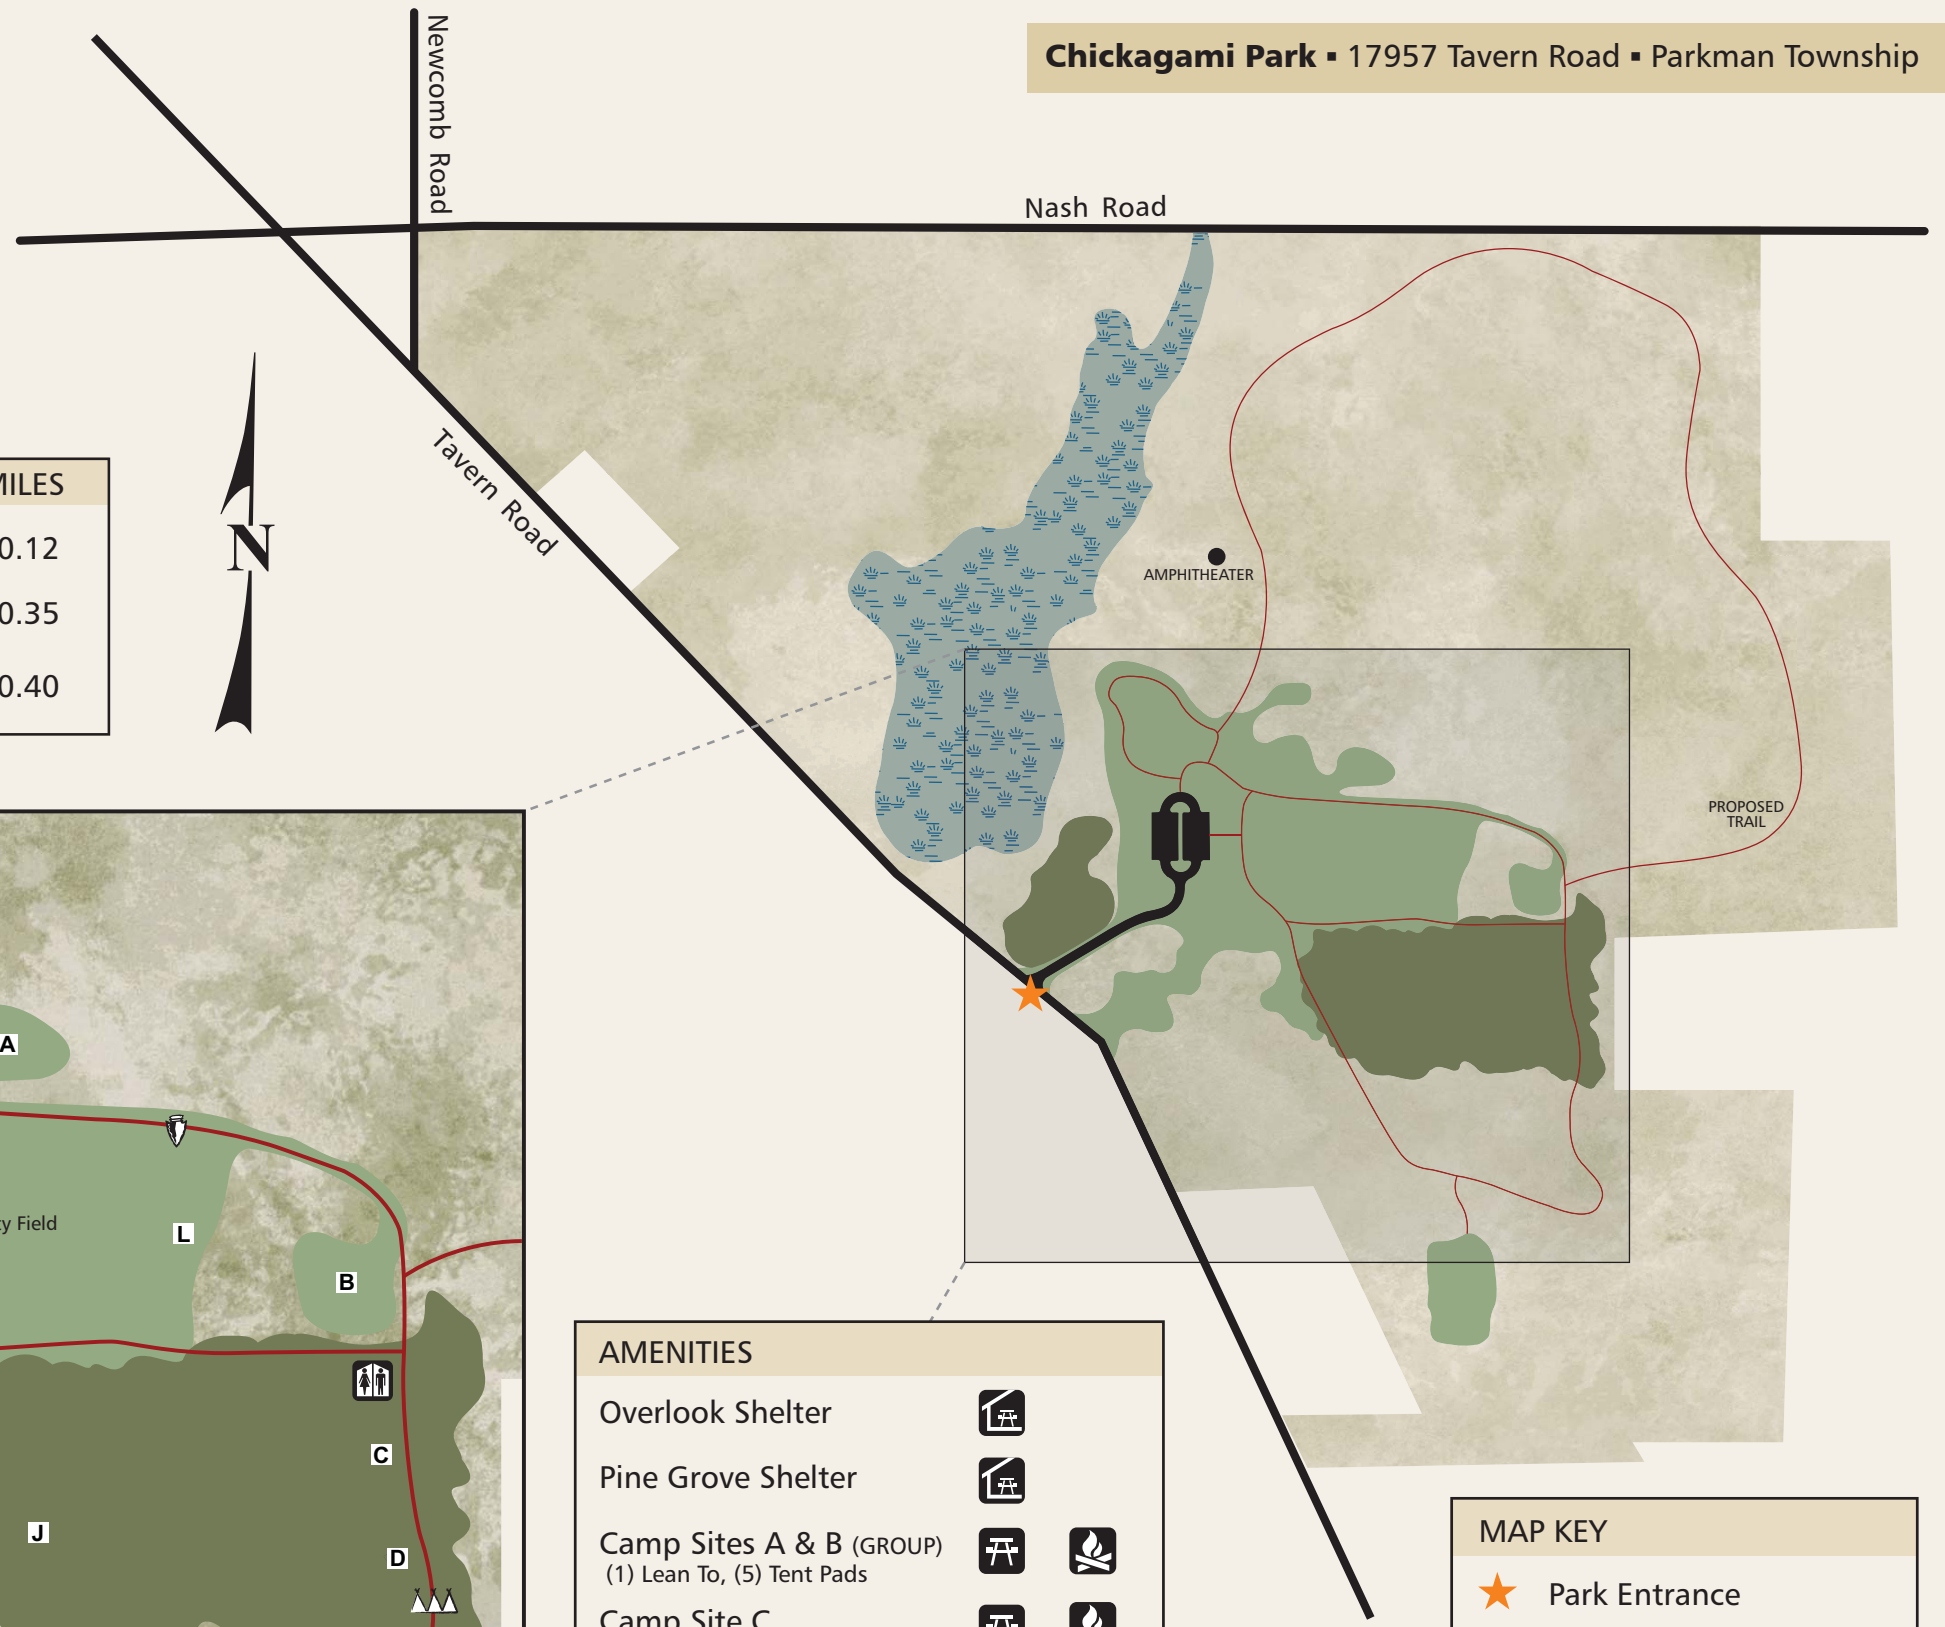 Chickagami Park ▪ 17957 Tavern Road ▪ Parkman Township
Newcomb Road
Nash Road
Tavern Road
N
MILES
0.12
0.35
0.40
AMPHITHEATER
PROPOSED
TRAIL
A
L
B
C
J
D
Field
AMENITIES
Overlook Shelter
Pine Grove Shelter
Camp Sites A & B (GROUP)
(1) Lean To, (5) Tent Pads
Camp Site C
MAP KEY
Park Entrance